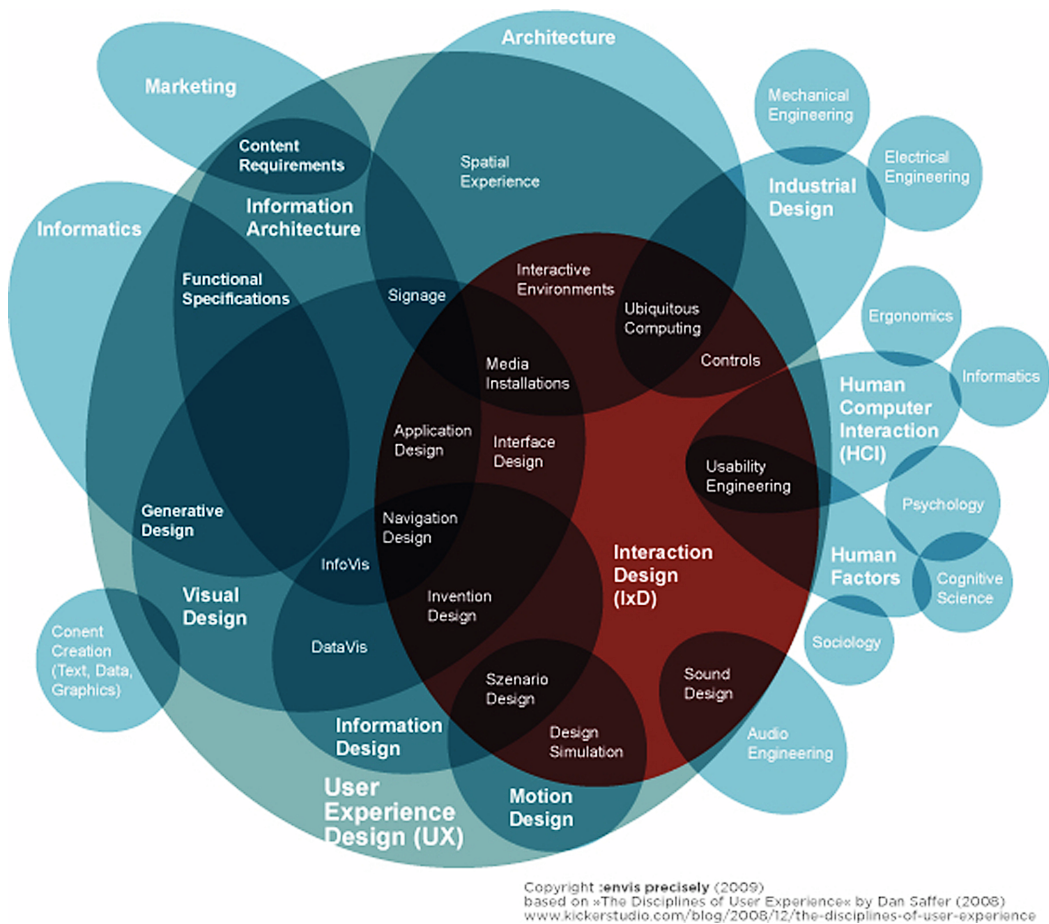 Architecture
Marketing
Mechanical
Engineering
Content
Requirements
Electrical
Engineering
Spatial
Experience
Industrial
Design
Information
Architecture
Informatics
Interactive
Environments
Functional
Specifications
Signage
Ubiquitous
Computing
Ergonomics
Controls
Media
Installations
Informatics
Human
Computer
Interaction
(HCI)
Application
Design
Interface
Design
Usability
Engineering
Psychology
Generative
Design
Navigation
Design
InfoVis
Interaction
Design
(IxD)
Human
Factors
Cognitive
Science
Visual
Design
Invention
Design
Conent
Creation
(Text, Data,
Graphics)
DataVis
Sociology
Szenario
Design
Sound
Design
Information
Design
Design
Simulation
Audio
Engineering
User
Experience
Design (UX)
Motion
Design
Copyright :envis precisely (2009)
based on »The Disciplines of User Experience« by Dan Saffer (2008)
www.kickerstudio.com/blog/2008/12/the-disciplines-of-user-experience